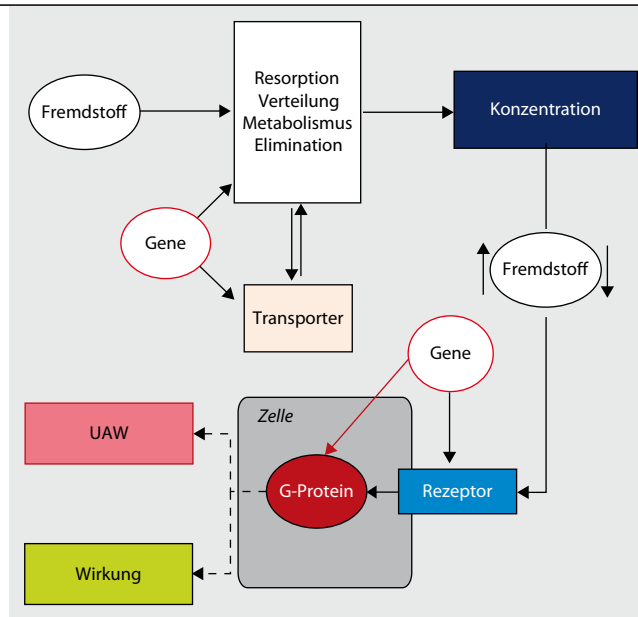 Fremdstoff
Resorption
Verteilung
Metabolismus
Elimination
Konzentration
Gene
Transporter
Fremdstoff
Gene
UAW
Zelle
G-Protein
Rezeptor
Wirkung